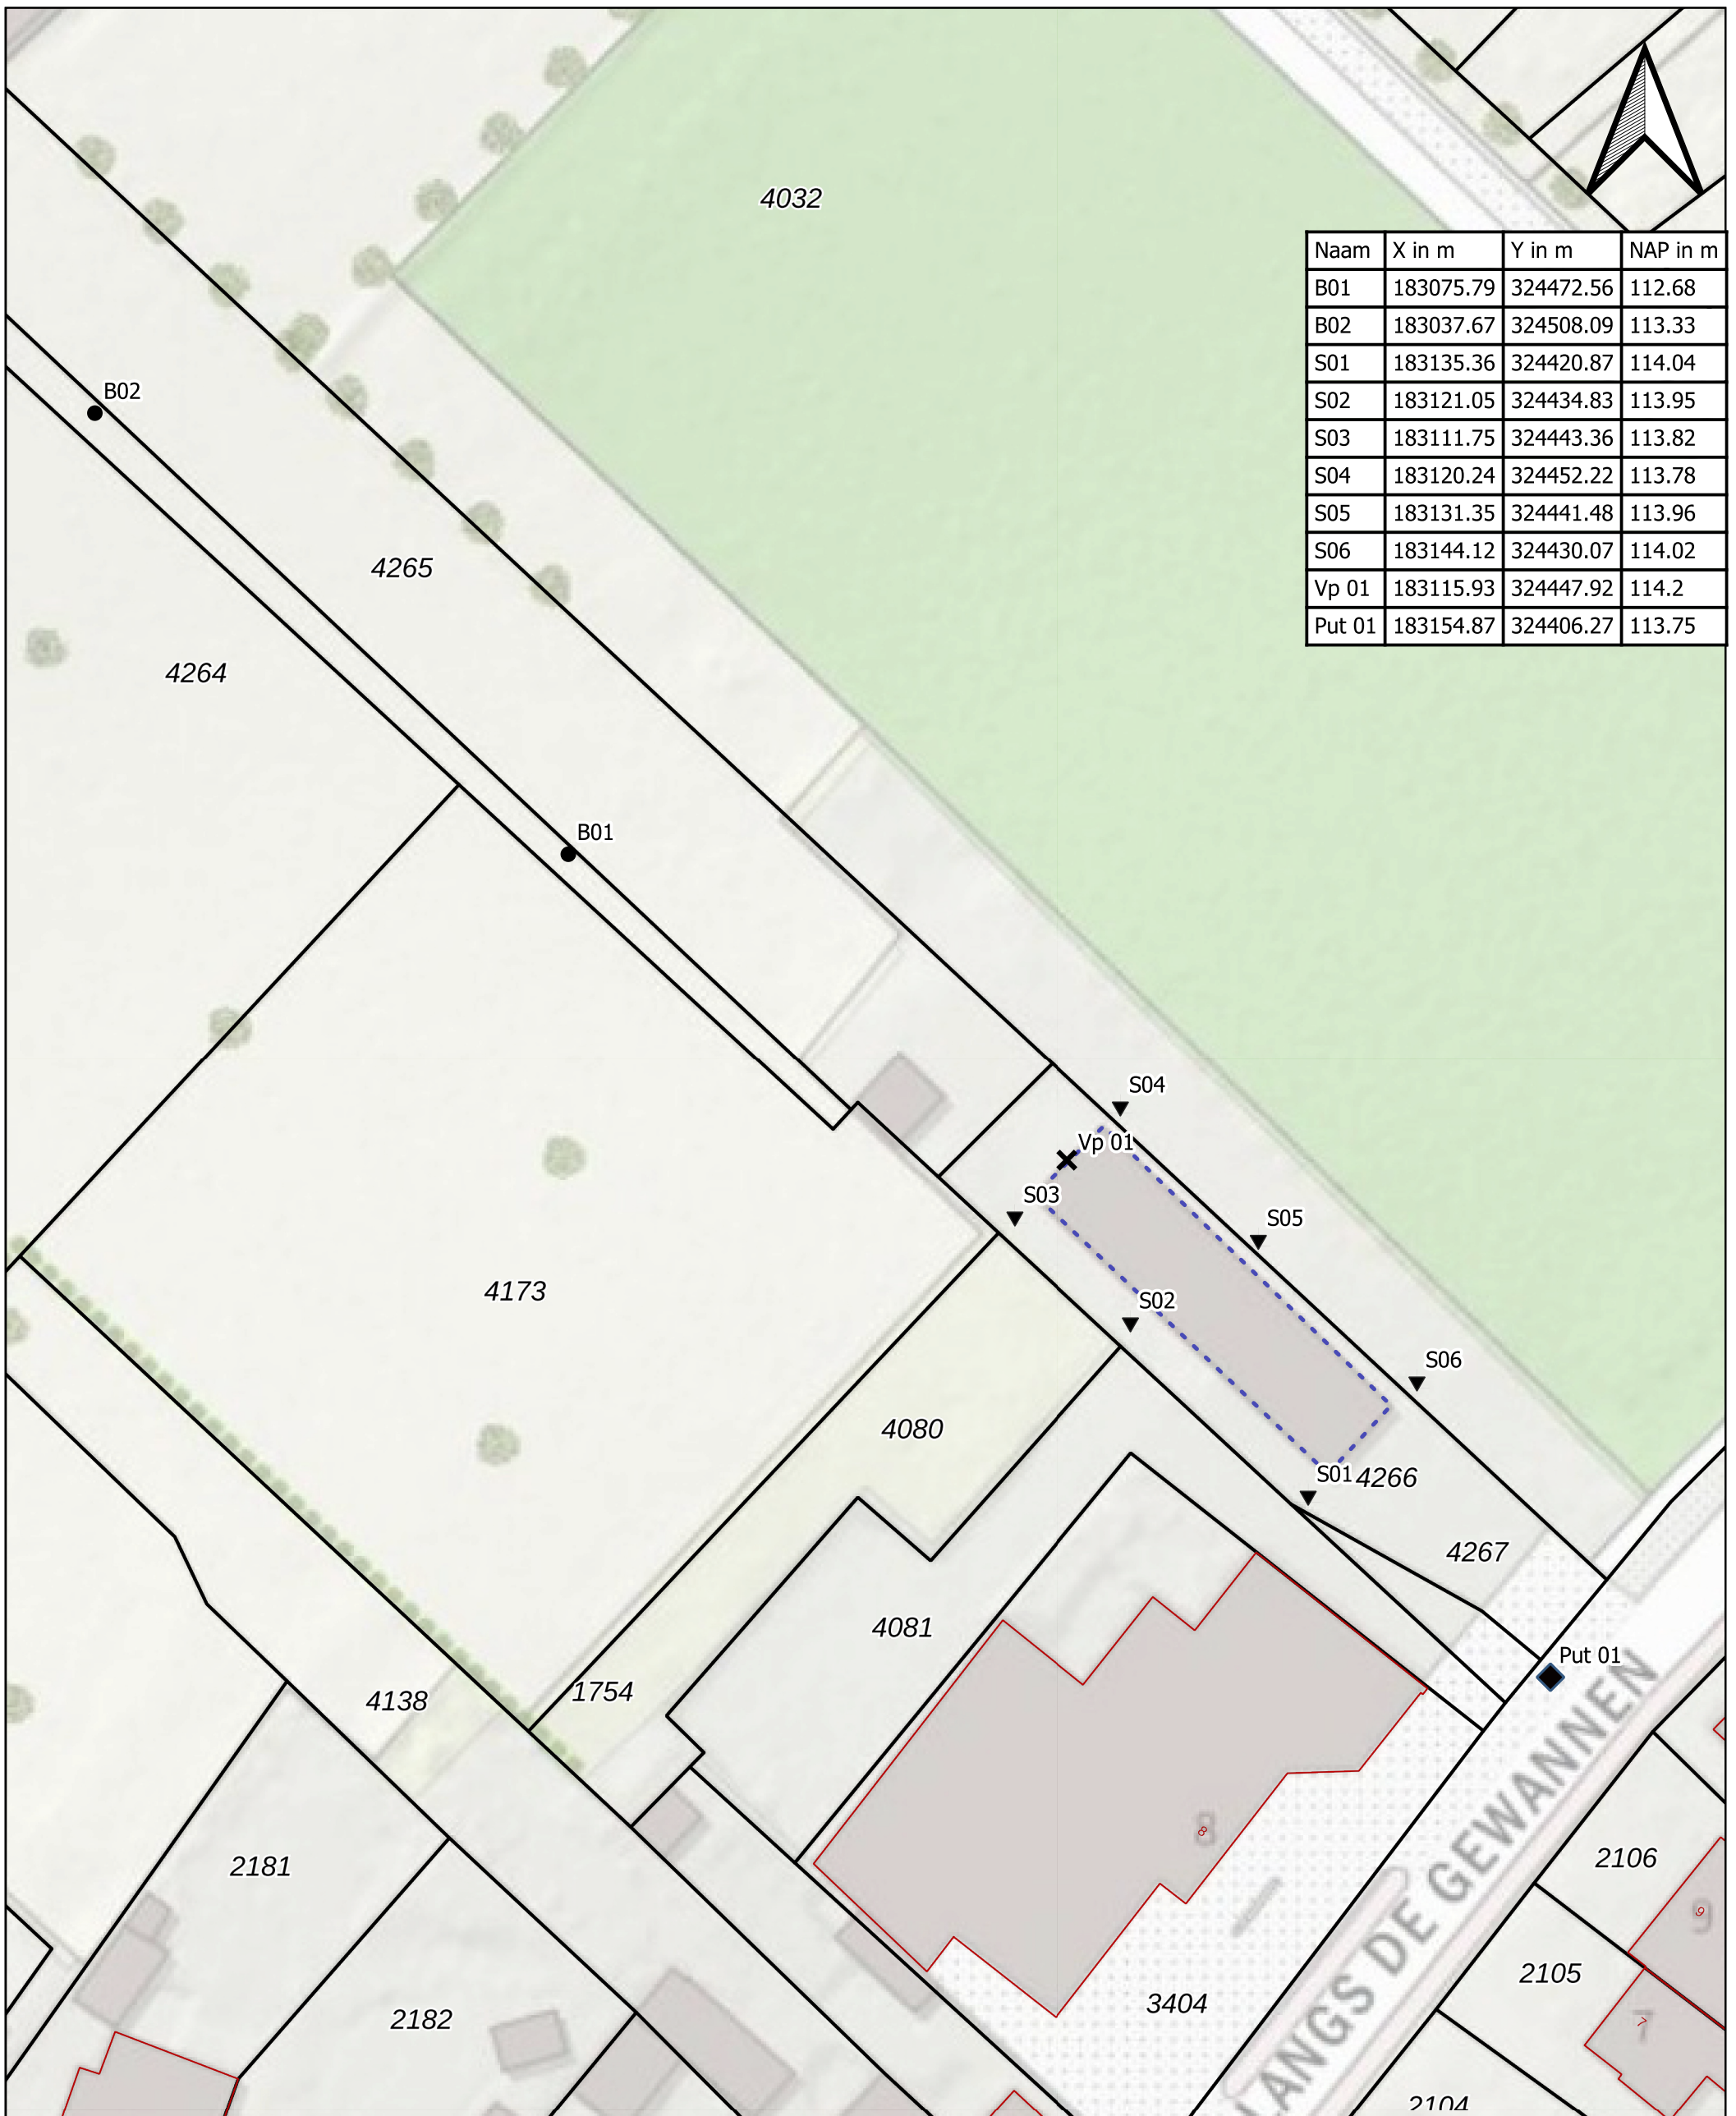 4032
Naam X in m Y in m NAP in m
B01 183075.79 324472.56 112.68
B02 183037.67 324508.09 113.33
S01 183135.36 324420.87 114.04
S02 183121.05 324434.83 113.95
S03 183111.75 324443.36 113.82
S04 183120.24 324452.22 113.78
S05 183131.35 324441.48 113.96
S06 183144.12 324430.07 114.02
Vp 01 183115.93 324447.92 114.2
Put 01 183154.87 324406.27 113.75
B02
4265
4264
B01
S04
Vp 01
S03
S05
4173
S02
S06
4080
S01
4266
4267
4081
Put 01
1754
4138
8
8
2106
2181
9
9
2105
3404
2182
7
7
LANGS DE GEWANNEN
2104